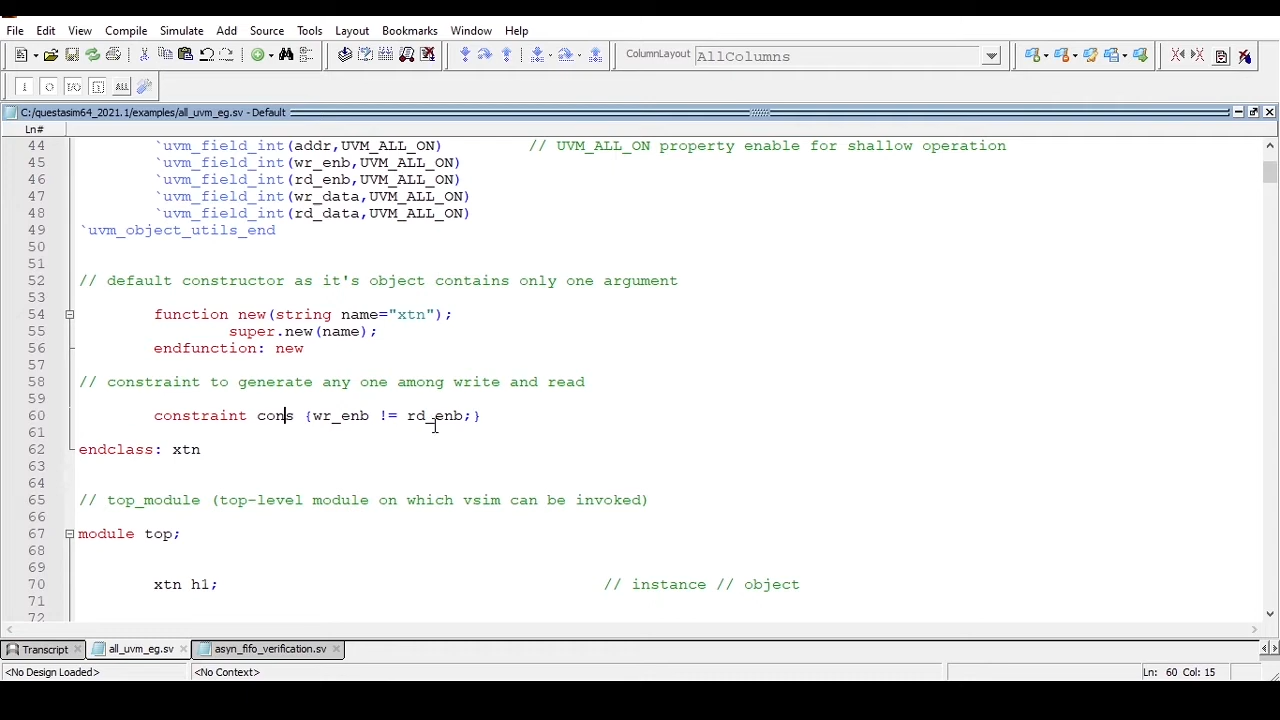 File Edit View Compile Simulate Add Source Tools Layout Bookmarks Window Help
ColumnLayout AllColumns
ALL
C:/questasim64_2021.1/examples/all_uvm_eg.sv - Default
Ln#
44 `uvm_field_int(addr,UVM_ALL_ON) // UVM_ALL_ON property enable for shallow operation
45 `uvm_field_int(wr_enb,UVM_ALL_ON)
46 `uvm_field_int(rd_enb,UVM_ALL_ON)
47 `uvm_field_int(wr_data,UVM_ALL_ON)
48 `uvm_field_int(rd_data,UVM_ALL_ON)
49 `uvm_object_utils_end
50
51
52 // default constructor as it's object contains only one argument
53
54 function new(string name="xtn");
55 super.new(name);
56 endfunction: new
57
58 // constraint to generate any one among write and read
59
60 constraint cons {wr_enb != rd_enb;}
61
62 endclass: xtn
63
64
65 // top_module (top-level module on which vsim can be invoked)
66
67 module top;
68
69
70 xtn h1; // instance // object
71
72
Transcript all_uvm_eg.sv asyn_fifo_verification.sv
<No Design Loaded> <No Context> Ln: 60 Col: 15